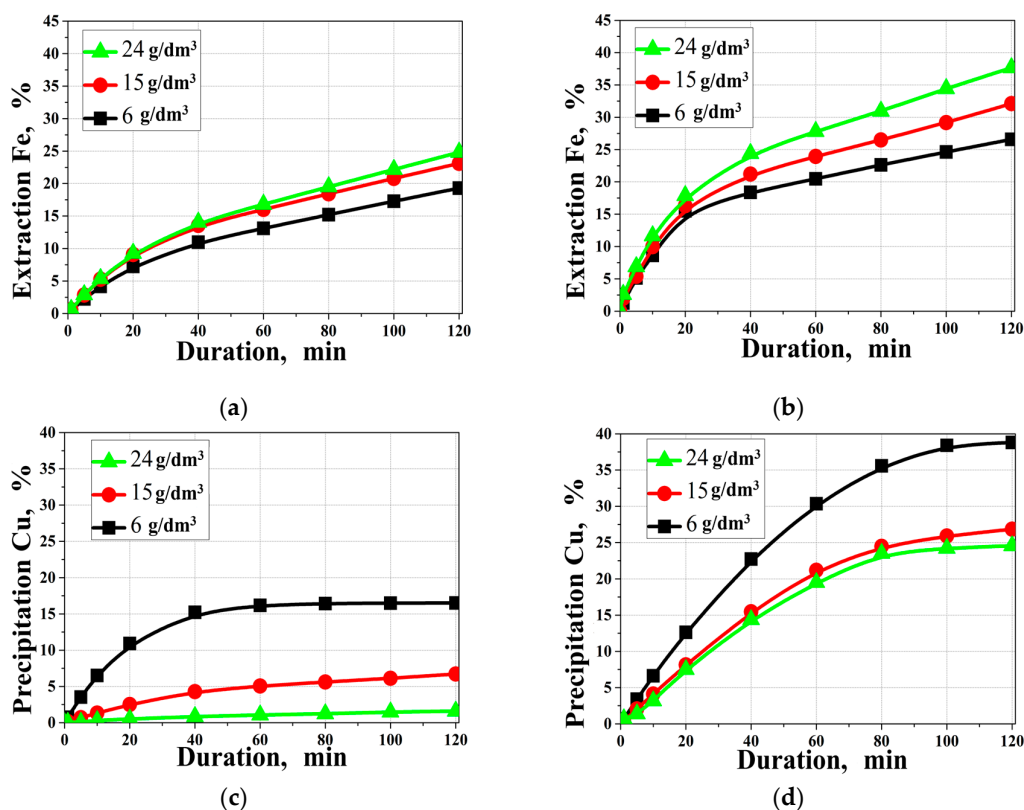 45
40
35
30
25
20
15
10
5
0
Extraction Fe, %
24 g/dm³
15 g/dm³
6 g/dm³
0 20 40 60 80 100 120
Duration, min
(a)
45
40
35
30
25
20
15
10
5
0
Extraction Fe, %
24 g/dm³
15 g/dm³
6 g/dm³
0 20 40 60 80 100 120
Duration, min
(b)
40
35
30
25
20
15
10
5
0
Precipitation Cu, %
24 g/dm³
15 g/dm³
6 g/dm³
0 20 40 60 80 100 120
Duration, min
(c)
40
35
30
25
20
15
10
5
0
Precipitation Cu, %
24 g/dm³
15 g/dm³
6 g/dm³
0 20 40 60 80 100 120
Duration, min
(d)